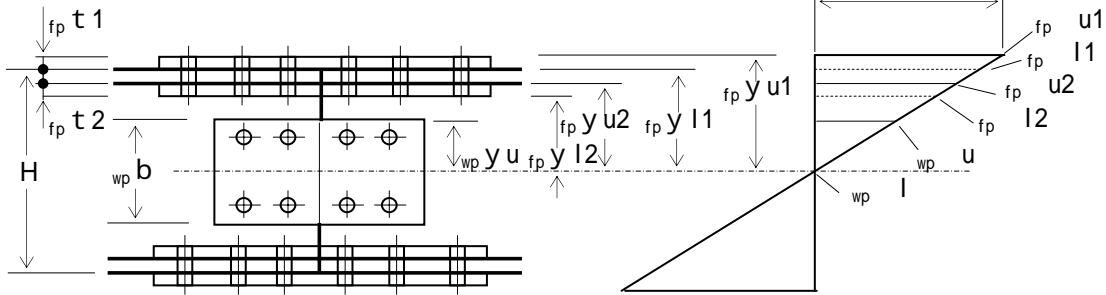 fp t 1
fp t 2
H
wp b
wp y u
fp y l2
fp y u2
fp y l1
fp y u1
fp u1
fp l1
fp u2
fp l2
wp u
wp l